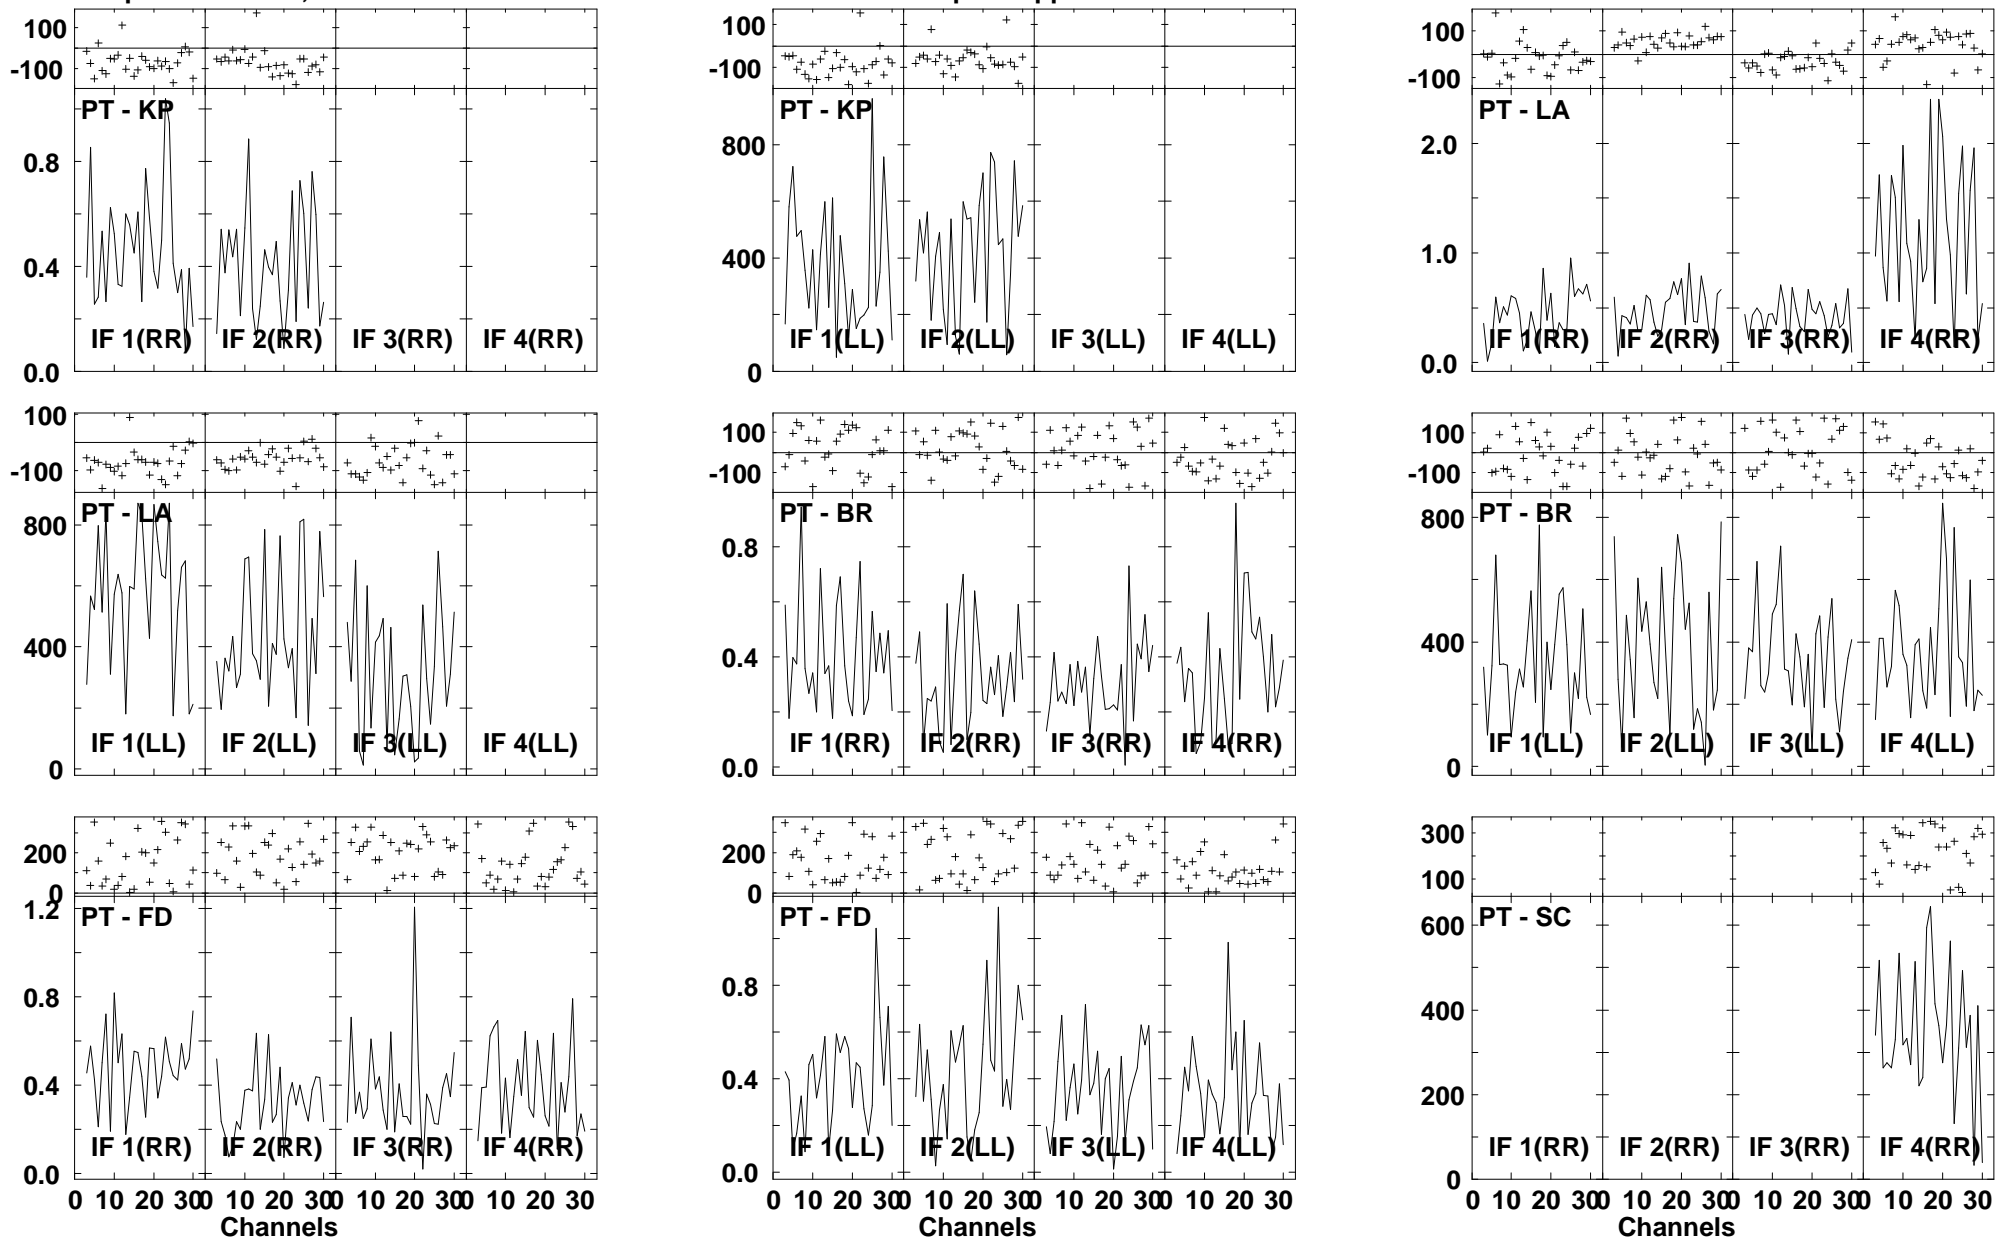 100 100 100
-100 -100 -100
PT - KP PT - KP PT - LA
0.8 800 2.0
0.4 400 1.0
IF 1(RR) IF 2(RR) IF 3(RR) IF 4(RR) IF 1(LL) IF 2(LL) IF 3(LL) IF 4(LL) IF 1(RR) IF 2(RR) IF 3(RR) IF 4(RR)
0.0 0 0.0
100 100 100
-100 -100 -100
PT - LA PT - BR PT - BR
800 0.8 800
400 0.4 400
IF 1(LL) IF 2(LL) IF 3(LL) IF 4(LL) IF 1(RR) IF 2(RR) IF 3(RR) IF 4(RR) IF 1(LL) IF 2(LL) IF 3(LL) IF 4(LL)
0 0.0 0
200 200 300
0 0 100
1.2
PT - FD PT - FD PT - SC
0.8 0.8 600
0.4 0.4 400
200
IF 1(RR) IF 2(RR) IF 3(RR) IF 4(RR) IF 1(LL) IF 2(LL) IF 3(LL) IF 4(LL) IF 1(RR) IF 2(RR) IF 3(RR) IF 4(RR)
0.0 0.0 0
0 10 20 30 0 10 20 30 0 10 20 30 0 10 20 30 0 10 20 30 0 10 20 30 0 10 20 30 0 10 20 30 0 10 20 30 0 10 20 30 0 10 20 30 0 10 20 30
Channels Channels